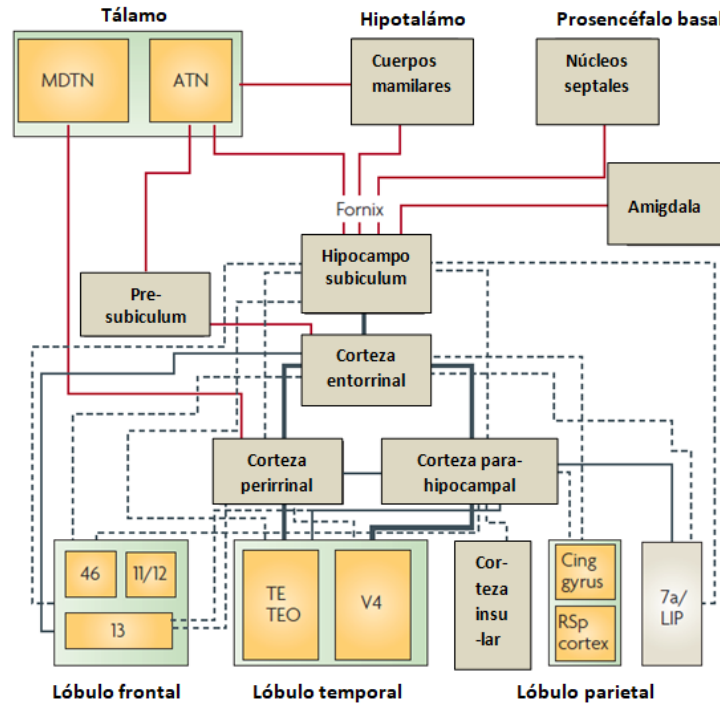 Tálamo
Hipotalámo
Prosencéfalo basal
MDTN
ATN
Cuerpos
mamilares
Núcleos
septales
Amigdala
Fornix
Hipocampo
subiculum
Pre-
subiculum
Corteza
entorrinal
Corteza
perirrinal
Corteza para-
hipocampal
46
11/12
13
TE
TEO
V4
Cor-
teza
insu
-lar
Cing
gyrus
RSp
cortex
7a/
LIP
Lóbulo frontal
Lóbulo temporal
Lóbulo parietal